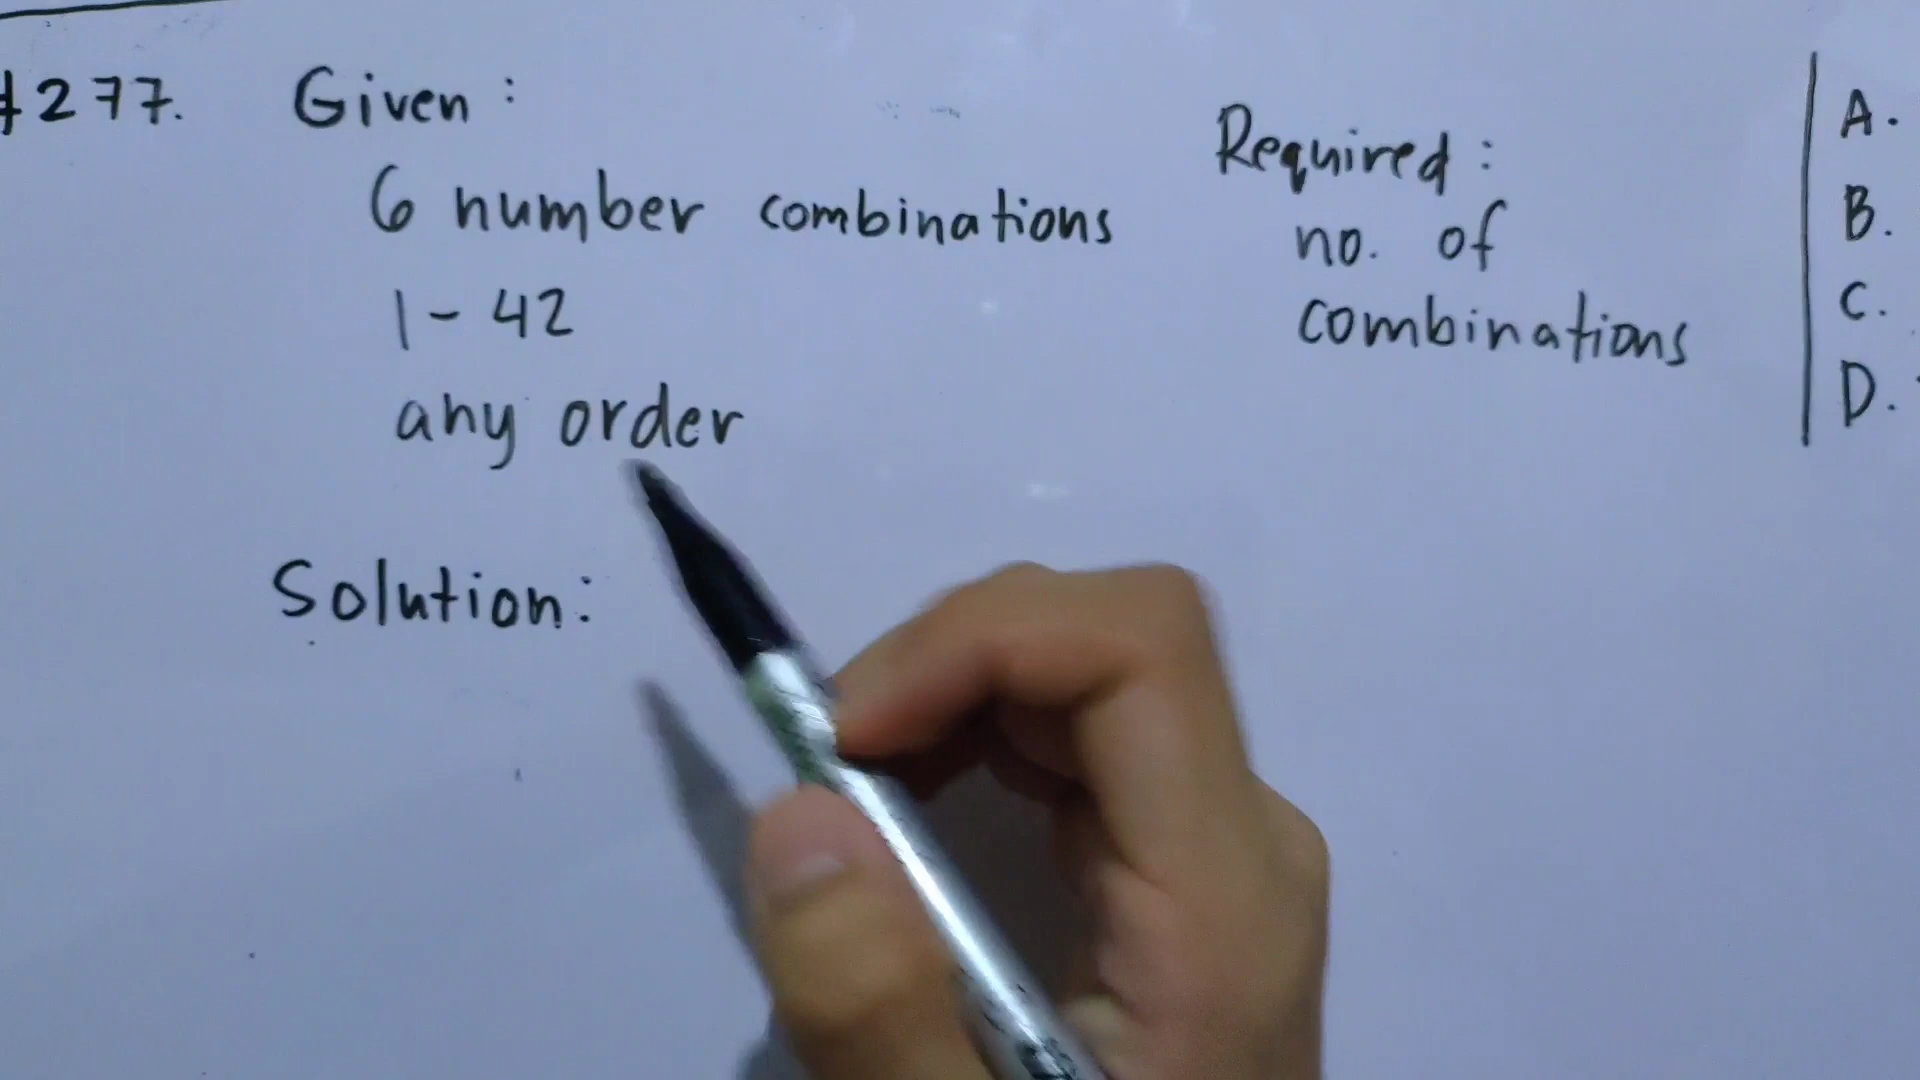 #277. Given :
6 number combinations
1 - 42
any order
Required :
no. of
combinations
A.
B.
C.
D.
Solution: